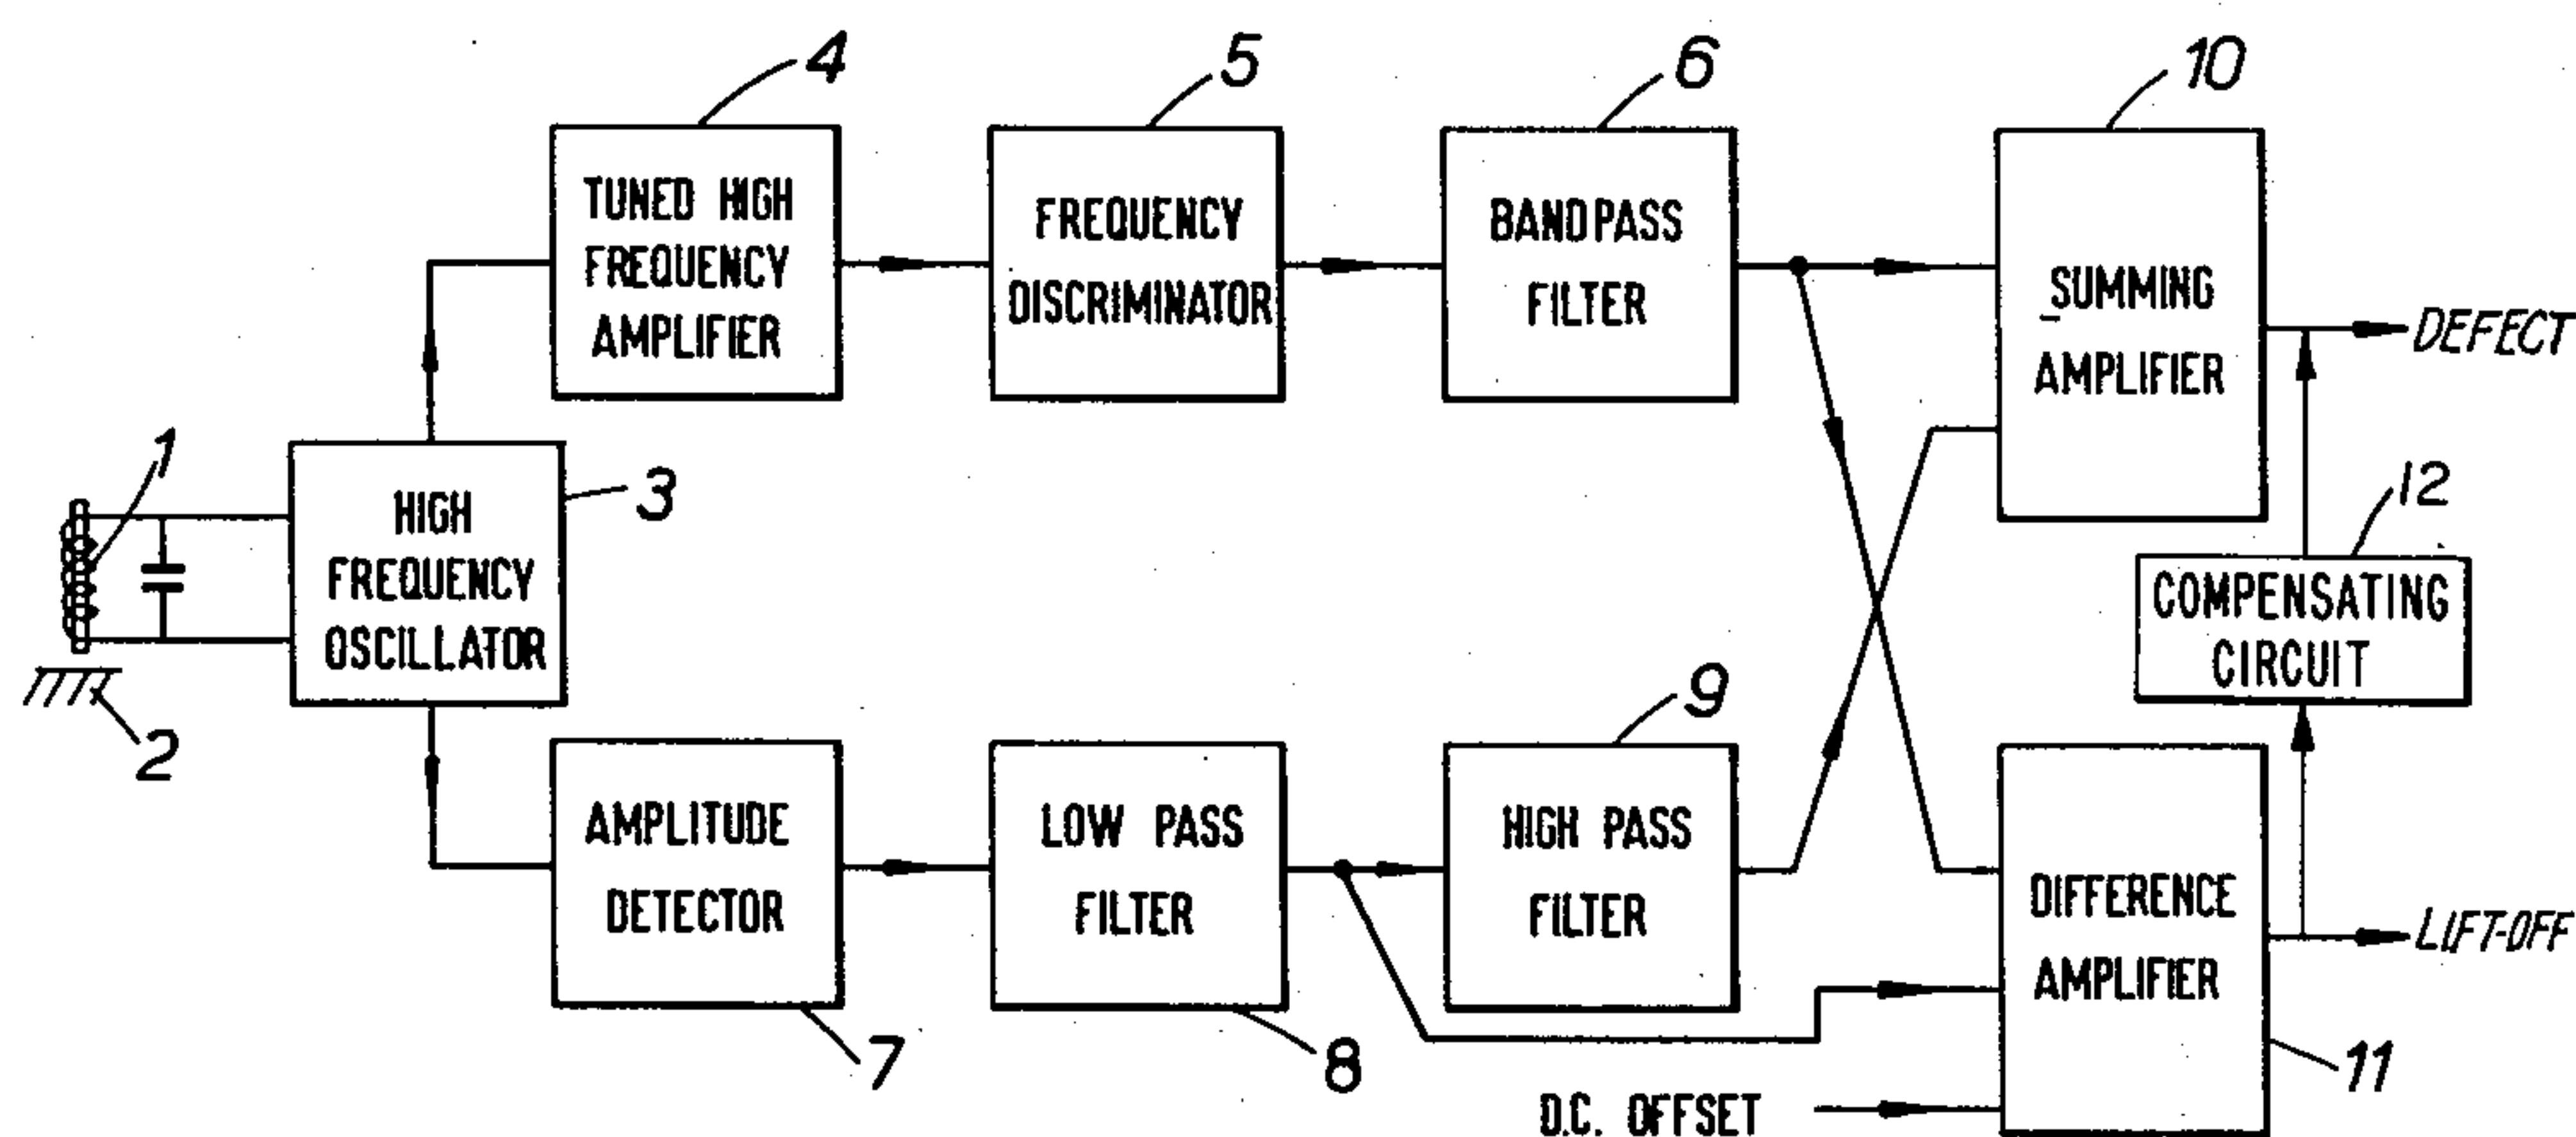 4
5
6
10
TUNED HIGH
FREQUENCY
AMPLIFIER
FREQUENCY
DISCRIMINATOR
BANDPASS
FILTER
SUMMING
AMPLIFIER
DEFECT
1
3
HIGH
FREQUENCY
OSCILLATOR
2
12
COMPENSATING
CIRCUIT
9
AMPLITUDE
DETECTOR
LOW PASS
FILTER
HIGH PASS
FILTER
DIFFERENCE
AMPLIFIER
LIFT-OFF
7
8
11
D.C. OFFSET